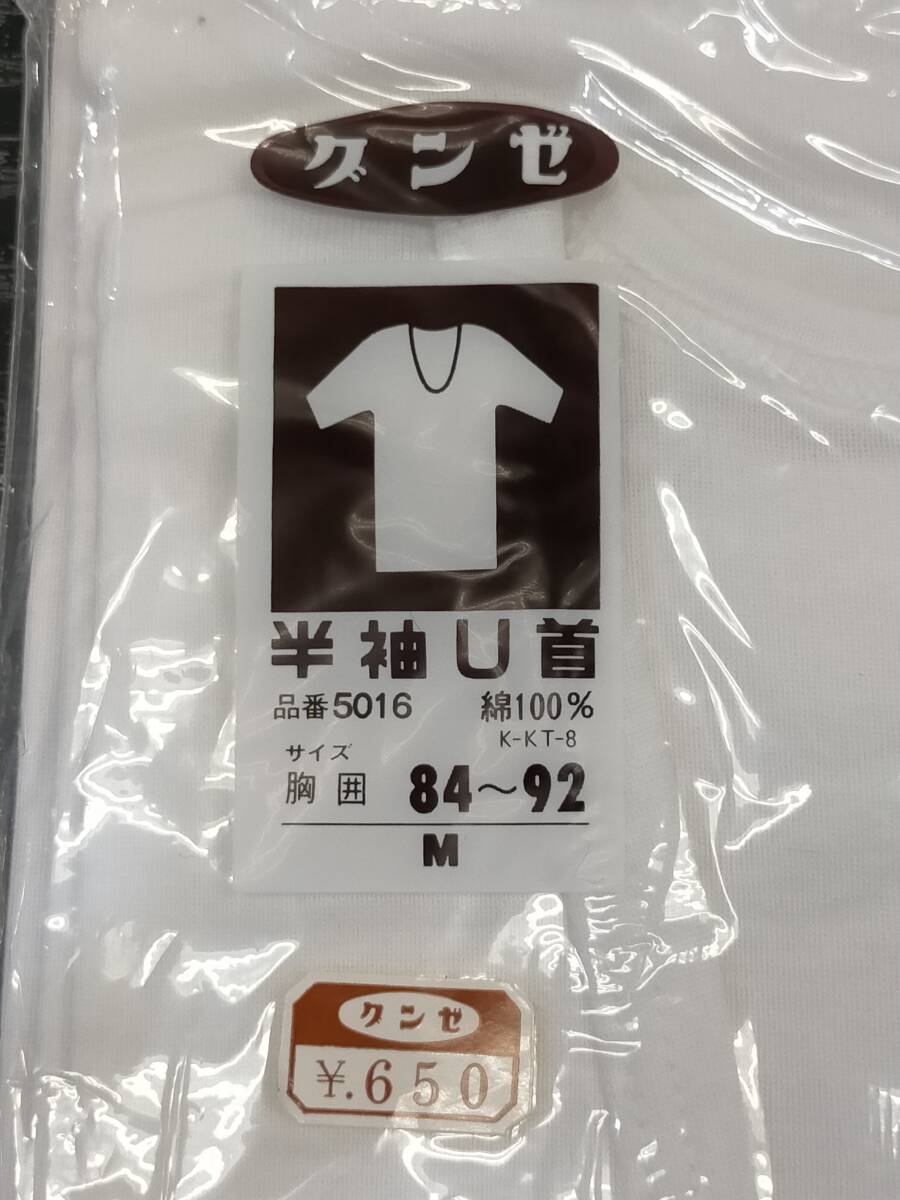 グンゼ
半袖U首
品番5016 綿100%
K-KT-8
サイズ
胸囲 84~92
M
グンゼ
¥.650